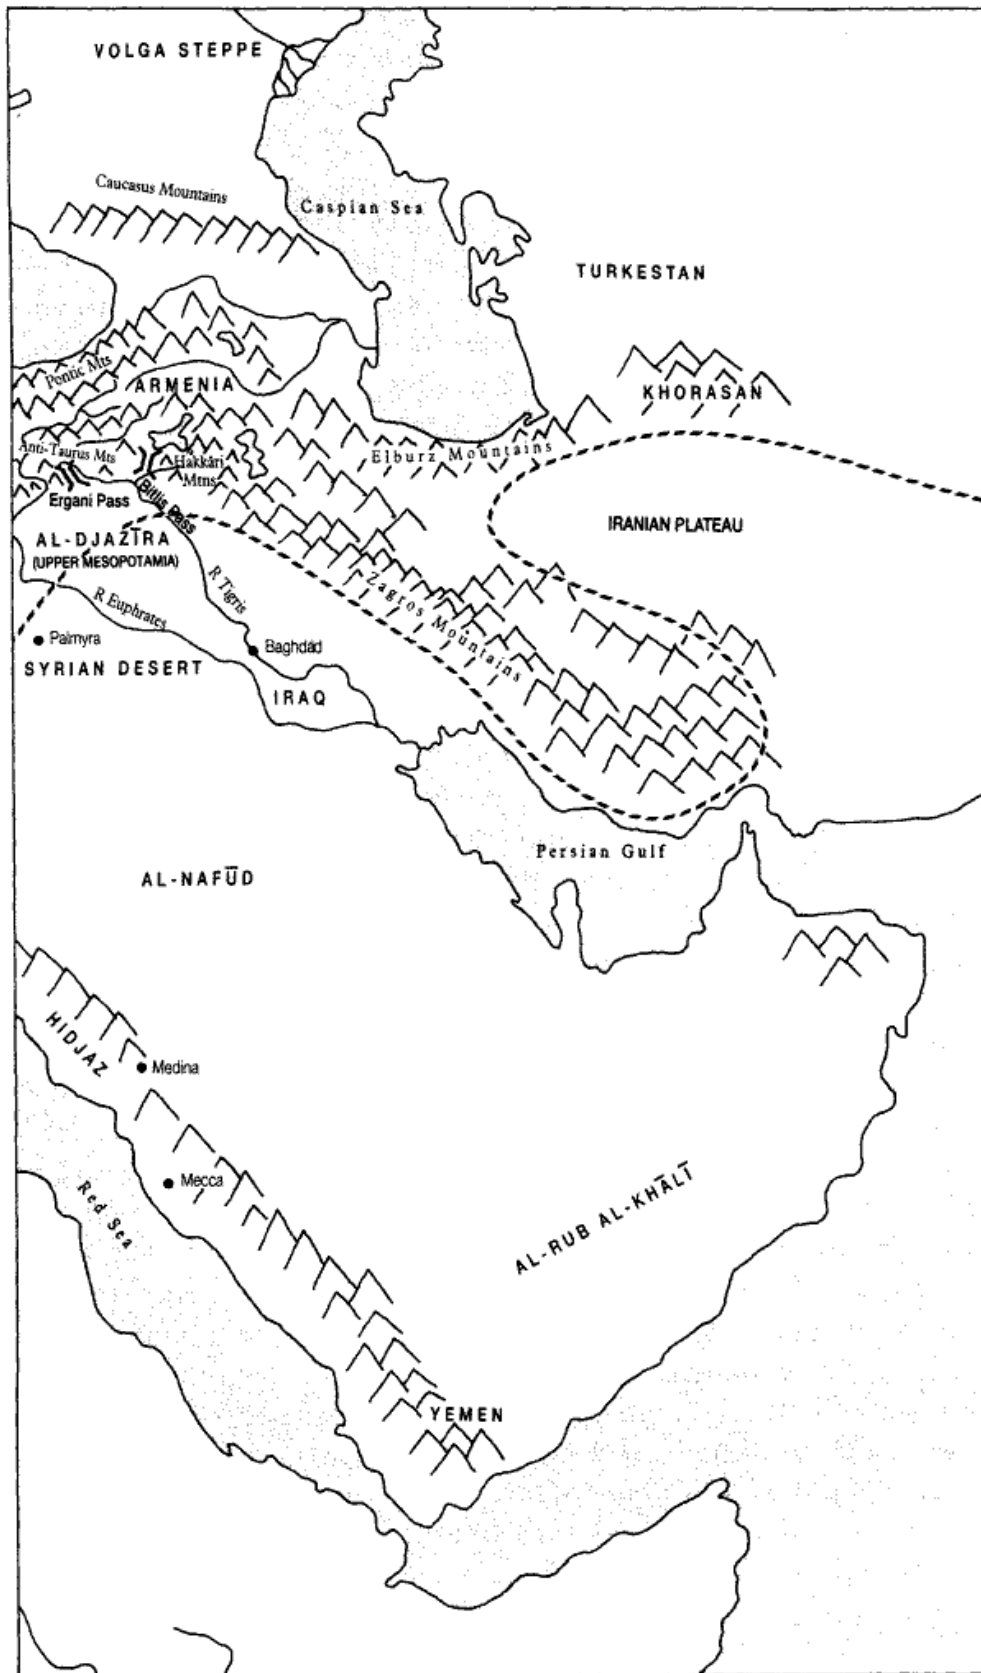 VOLGA STEPPE
Caucasus Mountains
Caspian Sea
TURKESTAN
Pontic Mts
ARMENIA
KHORASAN
Anti-Taurus Mts
Hakkâri
Mtns
Elburz Mountains
Ergani Pass
Bitlis Pass
IRANIAN PLATEAU
AL-DJAZĪRA
(UPPER MESOPOTAMIA)
R Tigris
Zagros Mountains
R Euphrates
Palmyra
Baghdād
SYRIAN DESERT
IRAQ
Persian Gulf
AL-NAFŪD
HIDJAZ
Medina
Mecca
Red Sea
AL-RUB AL-KHĀLĪ
YEMEN